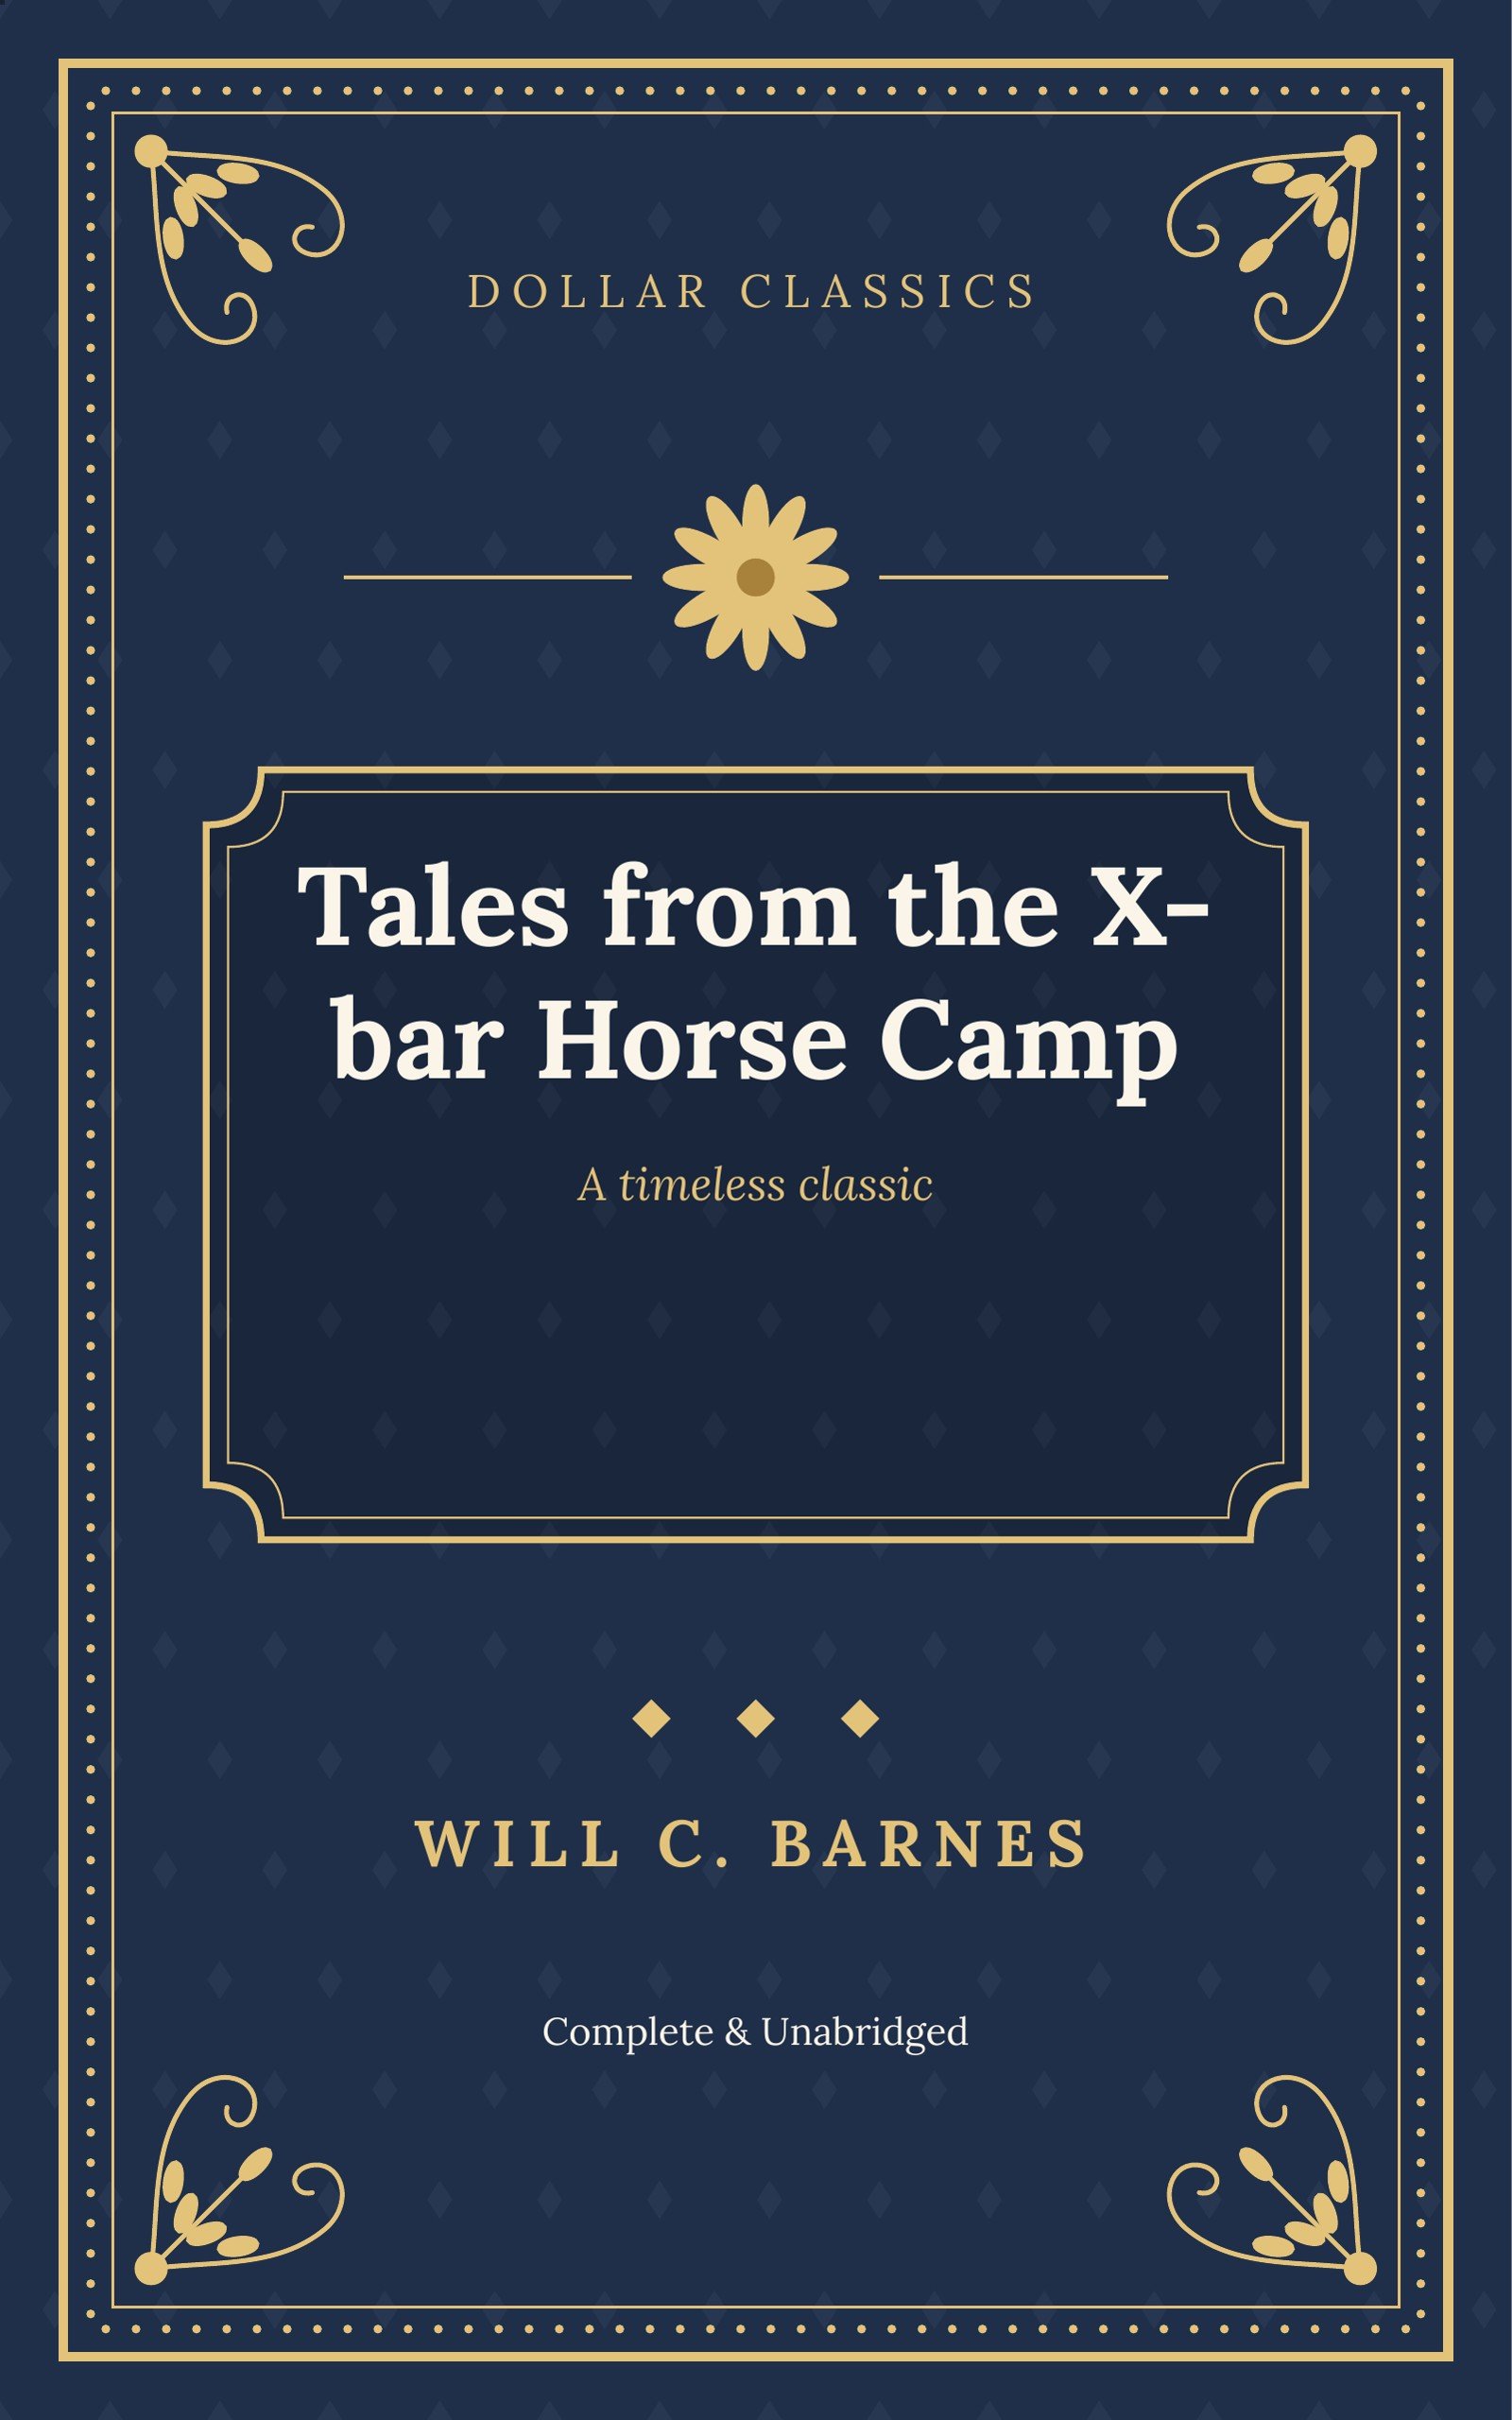 DOLLAR CLASSICS
Tales from the X-
bar Horse Camp
A timeless classic
WILL C. BARNES
Complete & Unabridged